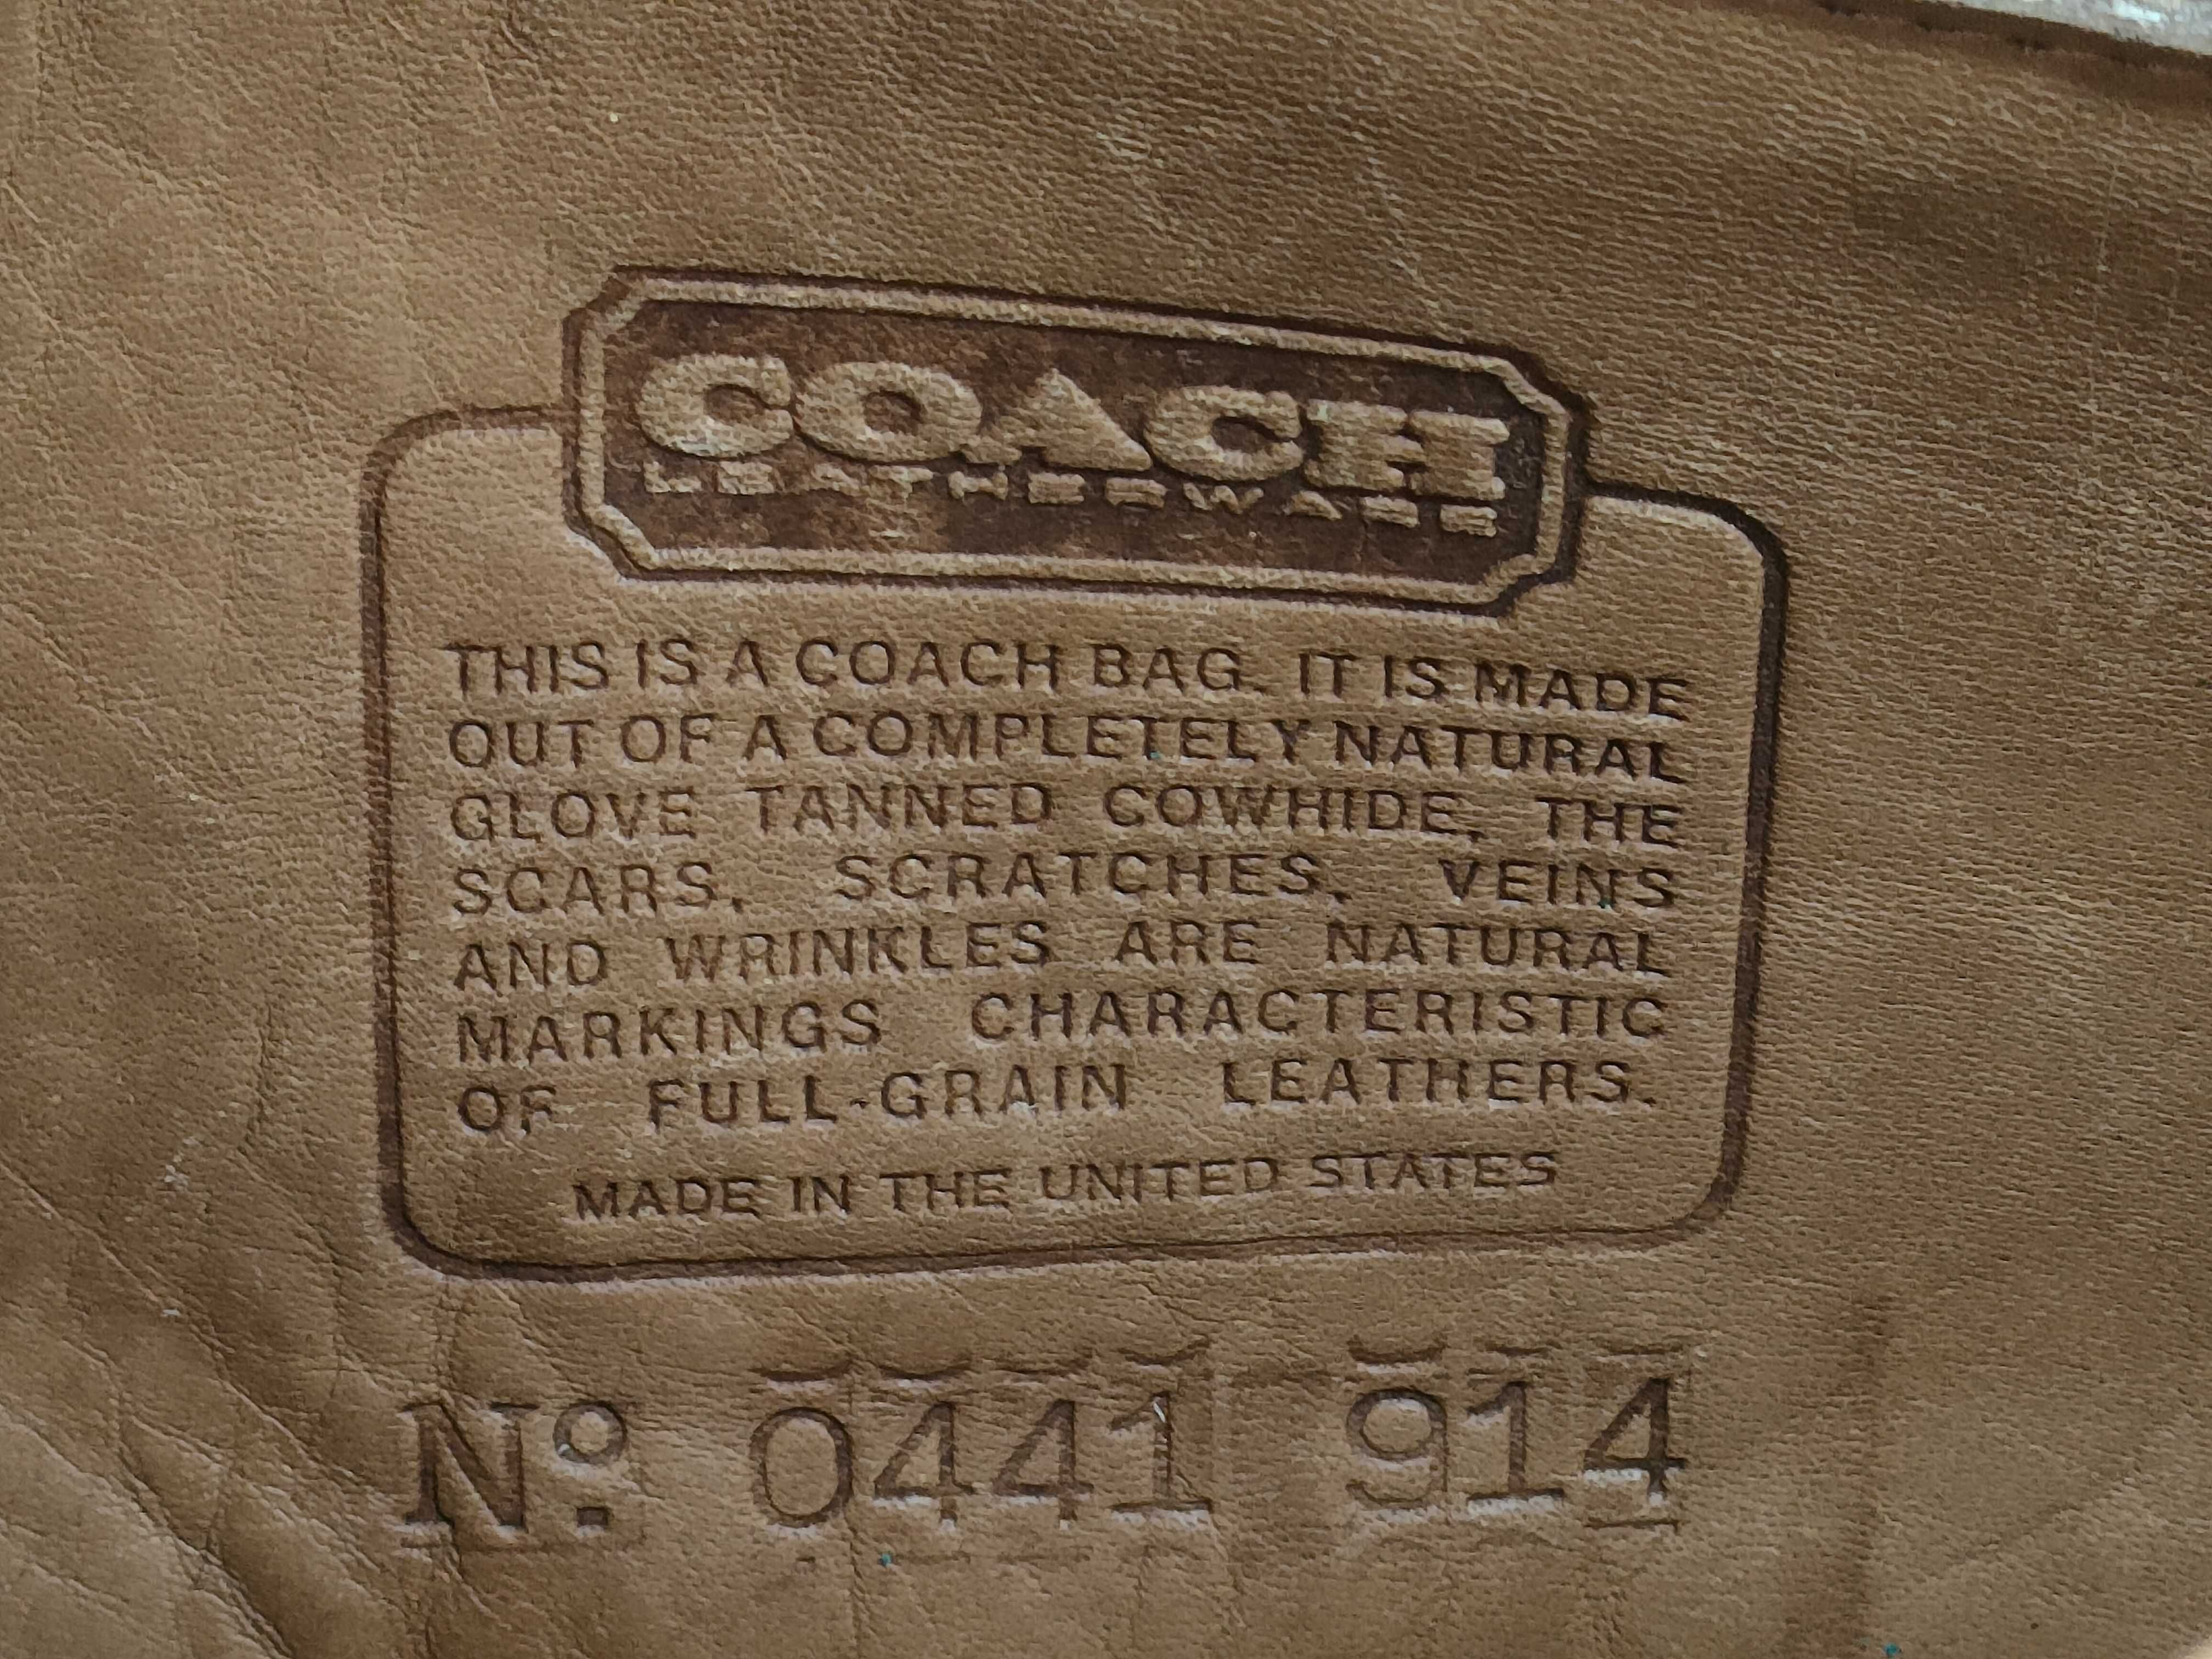 COACH
LEATHERWARE
THIS IS A COACH BAG. IT IS MADE
OUT OF A COMPLETELY NATURAL
GLOVE TANNED COWHIDE, THE
SCARS, SCRATCHES, VEINS
AND WRINKLES ARE NATURAL
MARKINGS CHARACTERISTIC
OF FULL-GRAIN LEATHERS.
MADE IN THE UNITED STATES
Nº 0441 914